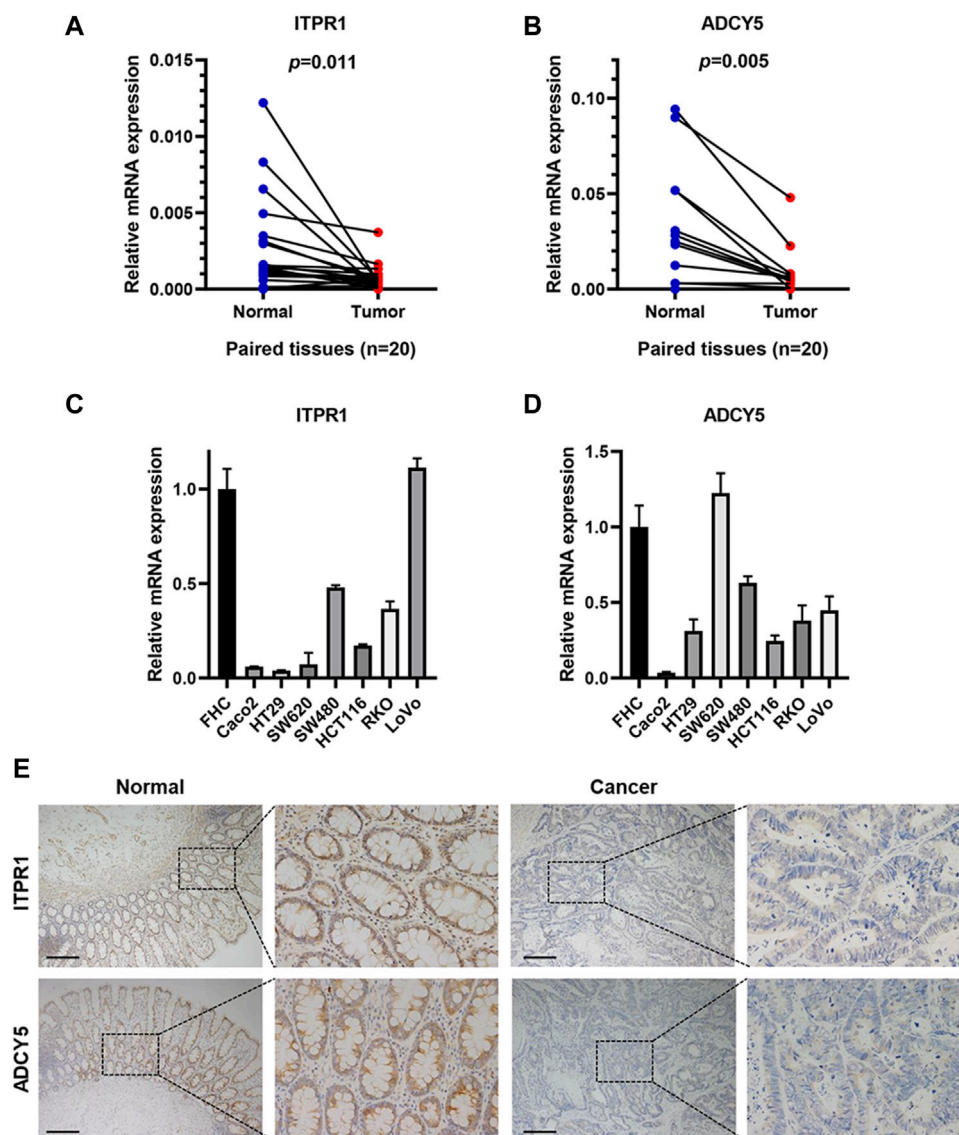 A
ITPR1
p=0.011
Relative mRNA expression
0.015
0.010
0.005
0.000
Normal
Tumor
Paired tissues (n=20)
B
ADCY5
p=0.005
Relative mRNA expression
0.10
0.05
0.00
Normal
Tumor
Paired tissues (n=20)
C
ITPR1
Relative mRNA expression
1.0
0.5
0.0
FHC
Caco2
HT29
SW620
SW480
HCT116
RKO
LoVo
D
ADCY5
Relative mRNA expression
1.5
1.0
0.5
0.0
FHC
Caco2
HT29
SW620
SW480
HCT116
RKO
LoVo
E
Normal
Cancer
ITPR1
ADCY5